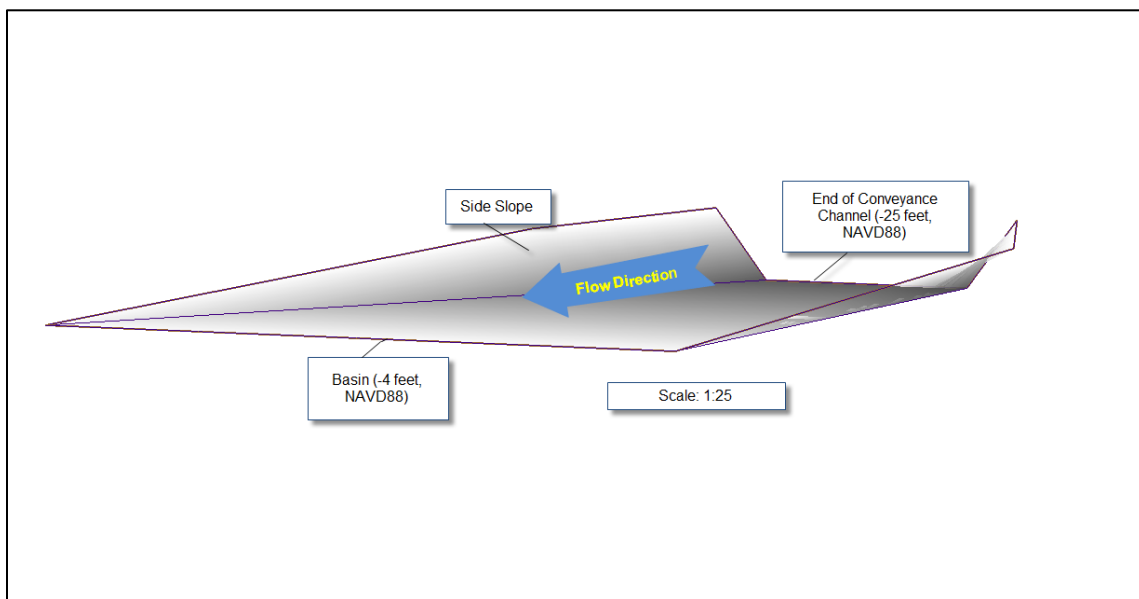 Side Slope
End of Conveyance
Channel (-25 feet,
NAVD88)
Flow Direction
Basin (-4 feet,
NAVD88)
Scale: 1:25